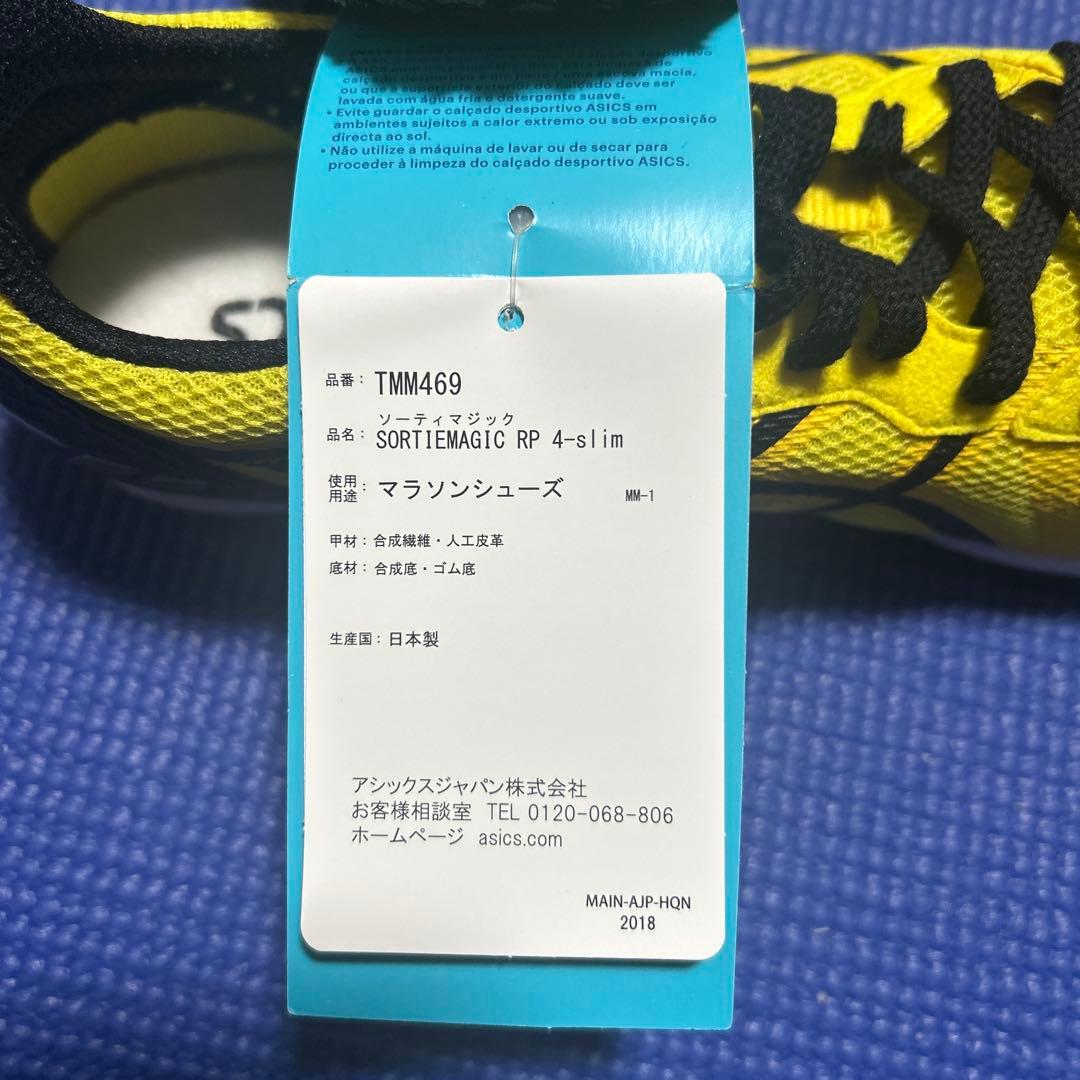 calçado desportivo e um pano / uma escova macia,
ou que a superfície exterior do calçado deve ser
lavada com água fria e detergente suave.
• Evite guardar o calçado desportivo ASICS em
ambientes sujeitos a calor extremo ou sob exposição
directa ao sol.
• Não utilize a máquina de lavar ou de secar para
proceder à limpeza do calçado desportivo ASICS.
品番： TMM469
ソーティマジック
品名： SORTIEMAGIC RP 4-slim
使用用途： マラソンシューズ MM-1
甲材：合成繊維・人工皮革
底材：合成底・ゴム底
生産国：日本製
アシックスジャパン株式会社
お客様相談室 TEL 0120-068-806
ホームページ asics.com
MAIN-AJP-HQN
2018